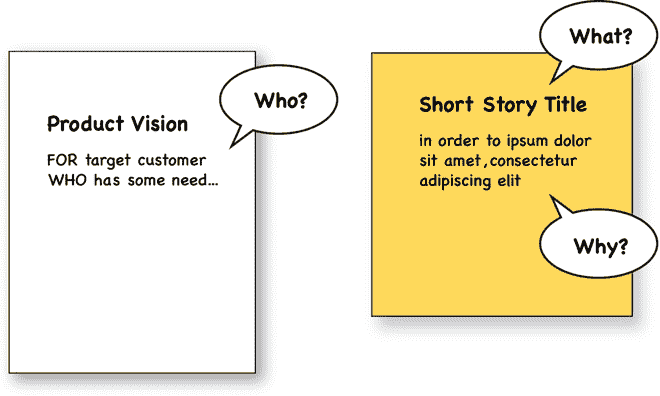 Product Vision
FOR target customer
WHO has some need...
Who?
What?
Short Story Title
in order to ipsum dolor
sit amet,consectetur
adipiscing elit
Why?